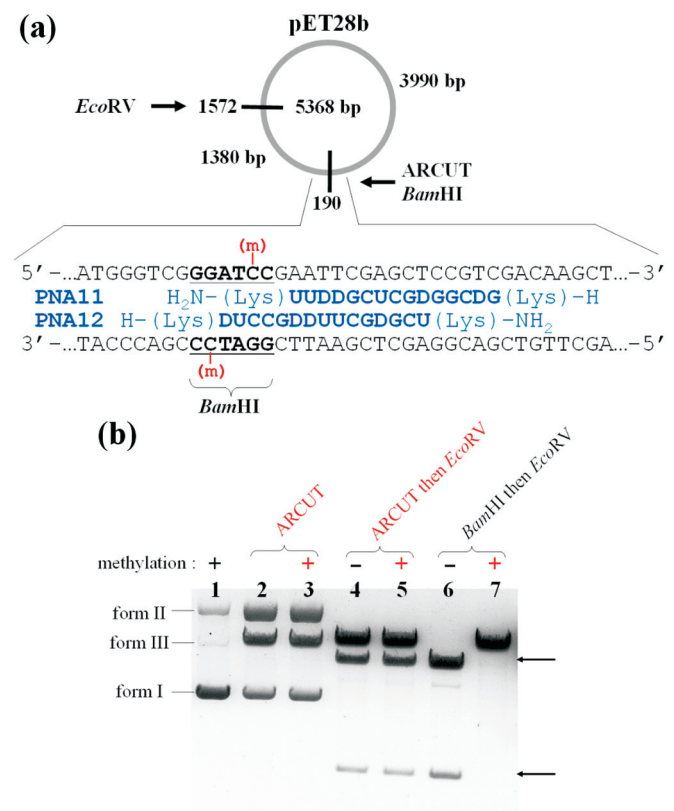 (a)
pET28b
3990 bp
EcoRV
1572
5368 bp
1380 bp
ARCUT
BamHI
190
(m)
5'-…ATGGGTCGGGATCCGAATTCGAGCTCCGTCGACAAGCT…-3'
PNA11 H2N-(Lys)UUDDGCUCGDGGCDG(Lys)-H
PNA12 H-(Lys)DUCCGDDUUCGDGCU(Lys)-NH2
3'-…TACCCAGCCCTAGGCTTAAGCTCGAGGCAGCTGTTCGA…-5'
(m)
BamHI
(b)
ARCUT
ARCUT then EcoRV
BamHI then EcoRV
methylation : + + − + − +
1 2 3 4 5 6 7
form II
form III
form I